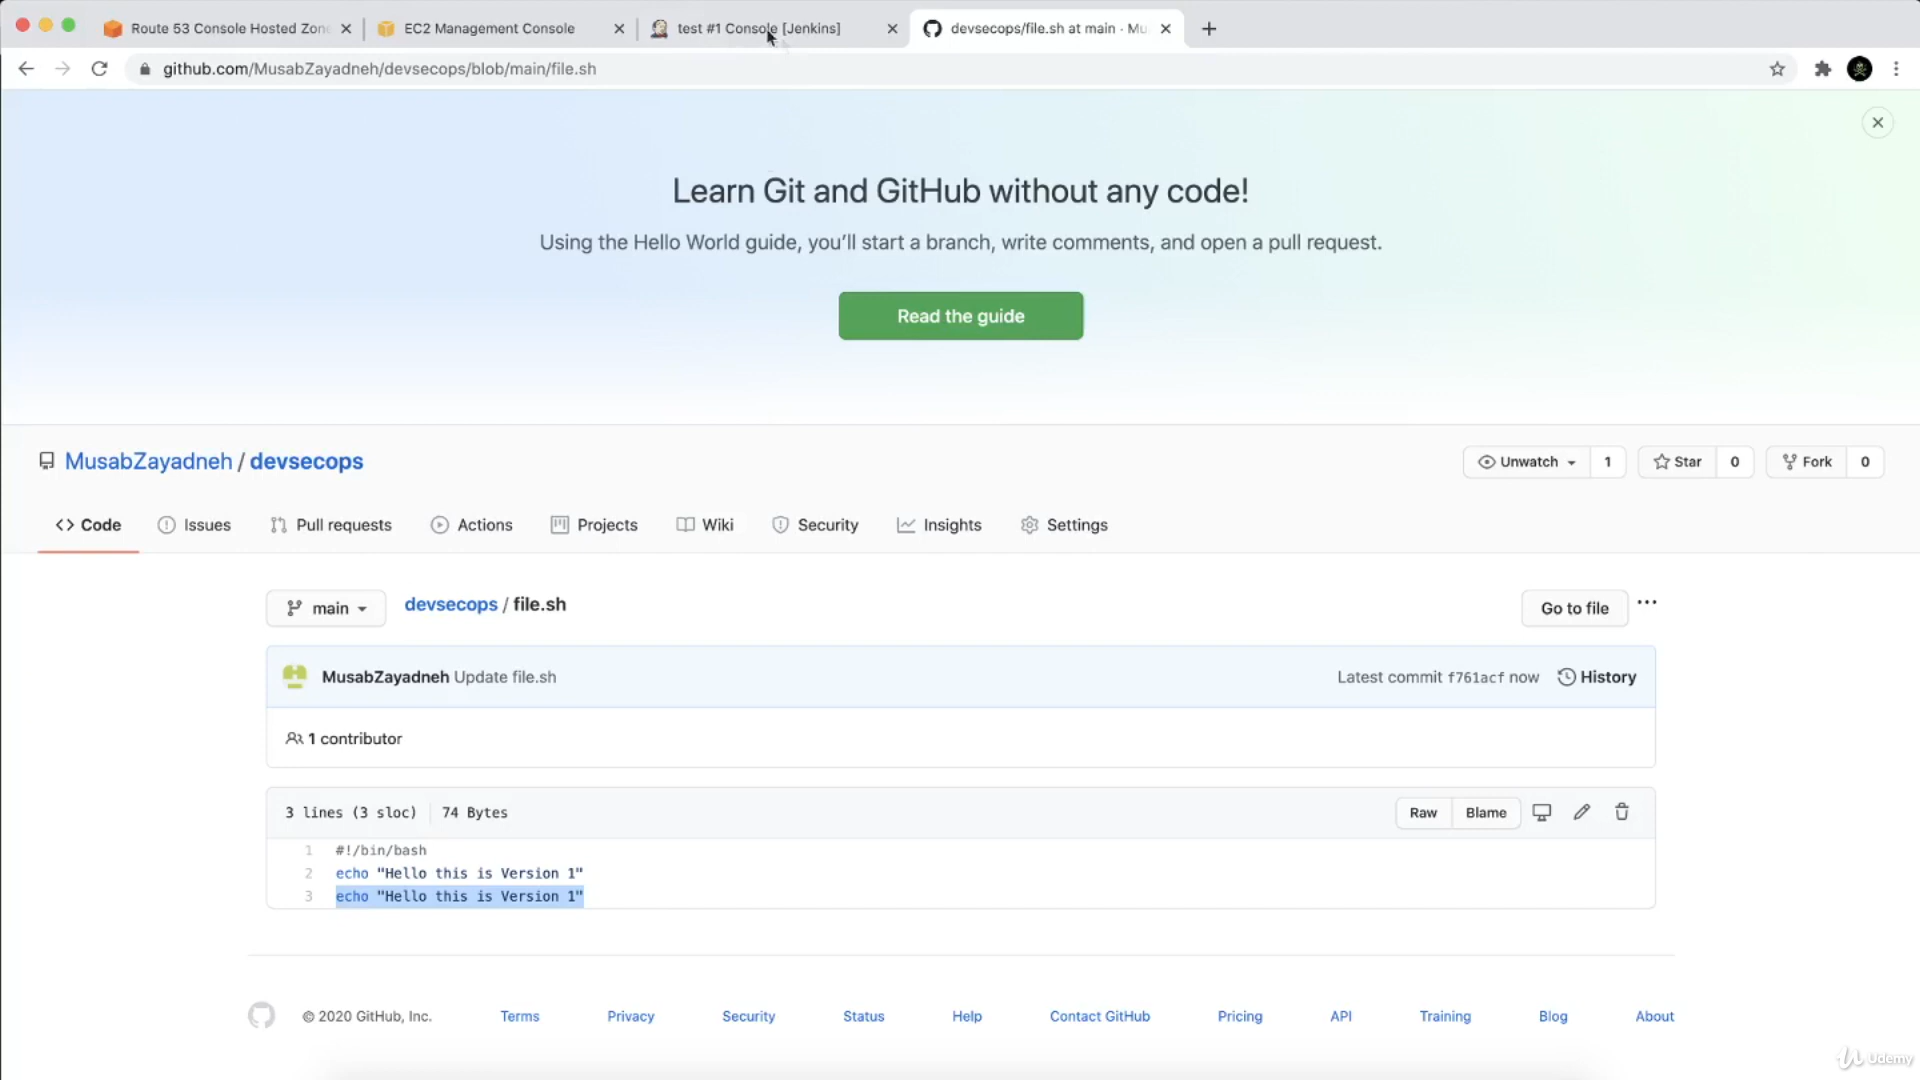 Route 53 Console Hosted Zon
EC2 Management Console
test #1 Console [Jenkins]
devsecops/file.sh at main · Mu
github.com/MusabZayadneh/devsecops/blob/main/file.sh
Learn Git and GitHub without any code!
Using the Hello World guide, you’ll start a branch, write comments, and open a pull request.
Read the guide
MusabZayadneh / devsecops
Unwatch 1
Star 0
Fork 0
Code
Issues
Pull requests
Actions
Projects
Wiki
Security
Insights
Settings
main
devsecops / file.sh
Go to file
MusabZayadneh Update file.sh
Latest commit f761acf now
History
1 contributor
3 lines (3 sloc)
74 Bytes
Raw
Blame
1 #!/bin/bash
2 echo "Hello this is Version 1"
3 echo "Hello this is Version 1"
© 2020 GitHub, Inc.
Terms
Privacy
Security
Status
Help
Contact GitHub
Pricing
API
Training
Blog
About
Udemy